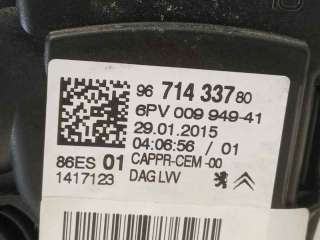 96 714 337 80
6PV 009 949-41
29.01.2015
04:06:56 / 01
86ES 01 CAPPR-CEM -00
1417123 DAG LVV